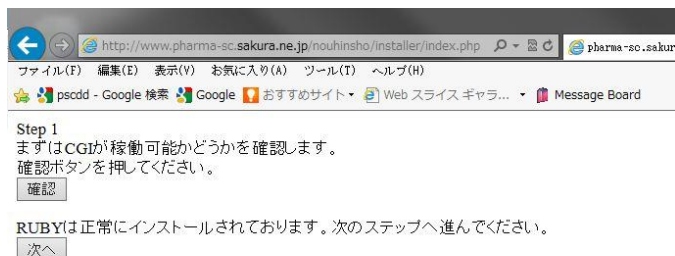 http://www.pharma-sc.sakura.ne.jp/nouhinsho/installer/index.php
pharma-sc.sakur
ファイル(F) 編集(E) 表示(V) お気に入り(A) ツール(T) ヘルプ(H)
pscdd - Google 検索 Google おすすめサイト Web スライス ギャラ... Message Board
Step 1
まずはCGIが稼働可能かどうかを確認します。
確認ボタンを押してください。
確認
RUBYは正常にインストールされております。次のステップへ進んでください。
次へ